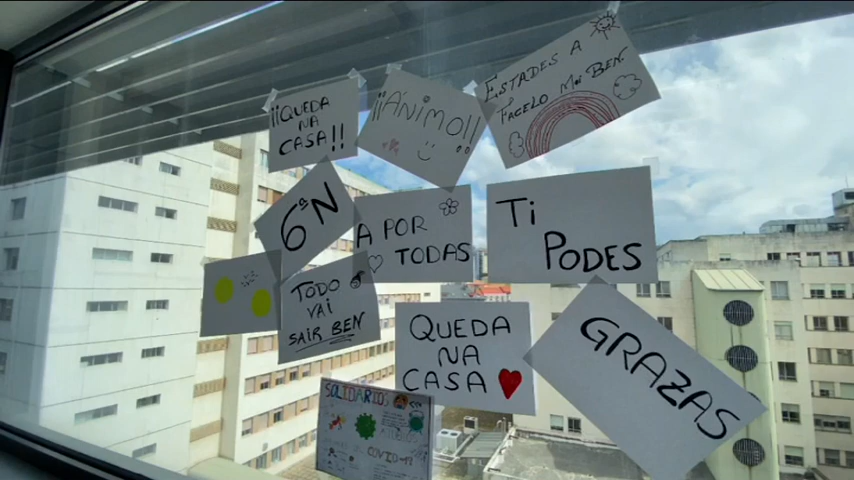 ¡¡QUEDA
NA
CASA!!
¡¡ÁNIMO!!
ESTADES A
FACELO MOI BEN
6ºN
A POR
TODAS
Ti
PODES
TODO
VAI
SAIR BEN
QUEDA
NA
CASA
GRAZAS
SOLIDARIOS
COVID-19